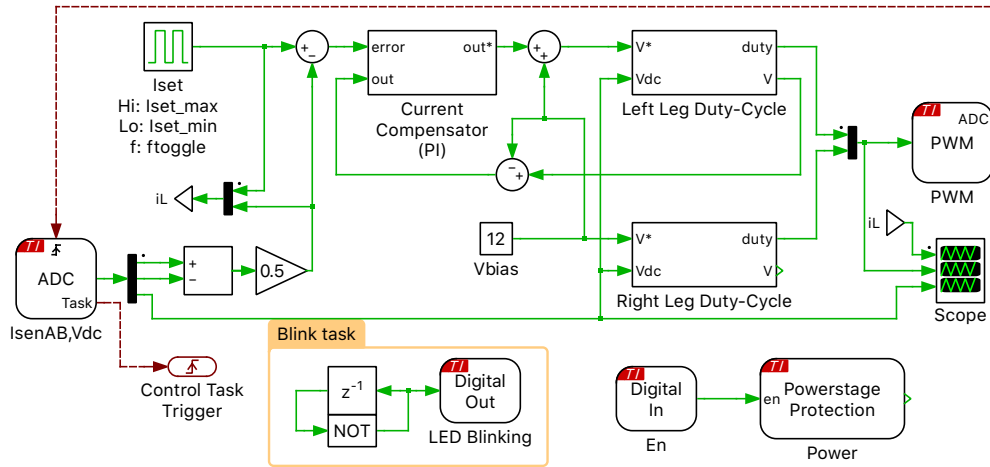 Iset
Hi: Iset_max
Lo: Iset_min
f: ftoggle
+
−
error
out*
out
Current
Compensator
(PI)
+
+
V*
duty
Vdc
V
Left Leg Duty-Cycle
−
+
TI
ADC
PWM
PWM
iL
TI
ADC
Task
IsenAB,Vdc
+
−
0.5
12
Vbias
V*
duty
Vdc
V
Right Leg Duty-Cycle
iL
Scope
Control Task
Trigger
Blink task
z-1
NOT
TI
Digital
Out
LED Blinking
TI
Digital
In
En
TI
en
Powerstage
Protection
Power